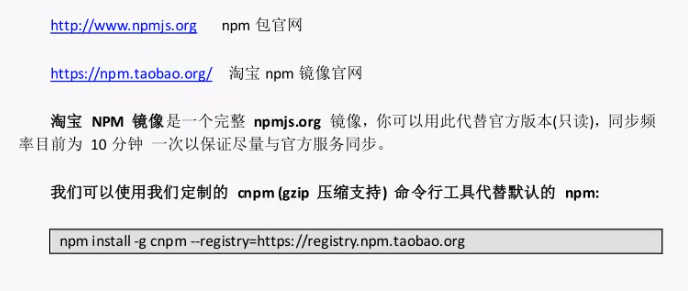 http://www.npmjs.org npm 包官网
https://npm.taobao.org/ 淘宝 npm 镜像官网
淘宝 NPM 镜像是一个完整 npmjs.org 镜像，你可以用此代替官方版本(只读)，同步频
率目前为 10 分钟 一次以保证尽量与官方服务同步。
我们可以使用我们定制的 cnpm (gzip 压缩支持) 命令行工具代替默认的 npm:
npm install -g cnpm --registry=https://registry.npm.taobao.org